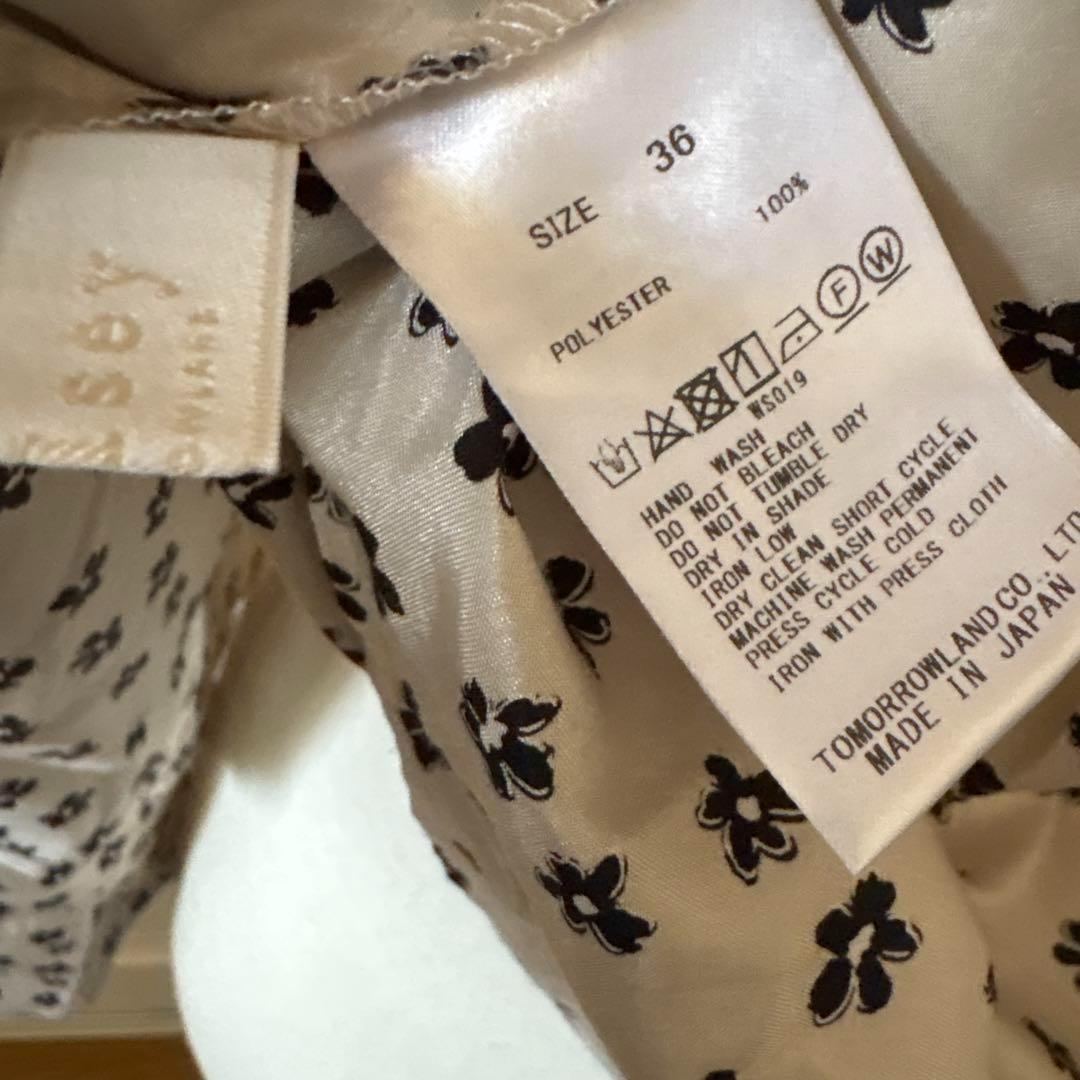 SIZE 36
POLYESTER 100%
F W
WS019
HAND WASH
DO NOT BLEACH
DO NOT TUMBLE DRY
DRY IN SHADE
IRON LOW
DRY CLEAN SHORT CYCLE
MACHINE WASH PERMANENT
PRESS CYCLE COLD
IRON WITH PRESS CLOTH
TOMORROWLAND CO., LTD
MADE IN JAPAN
sey